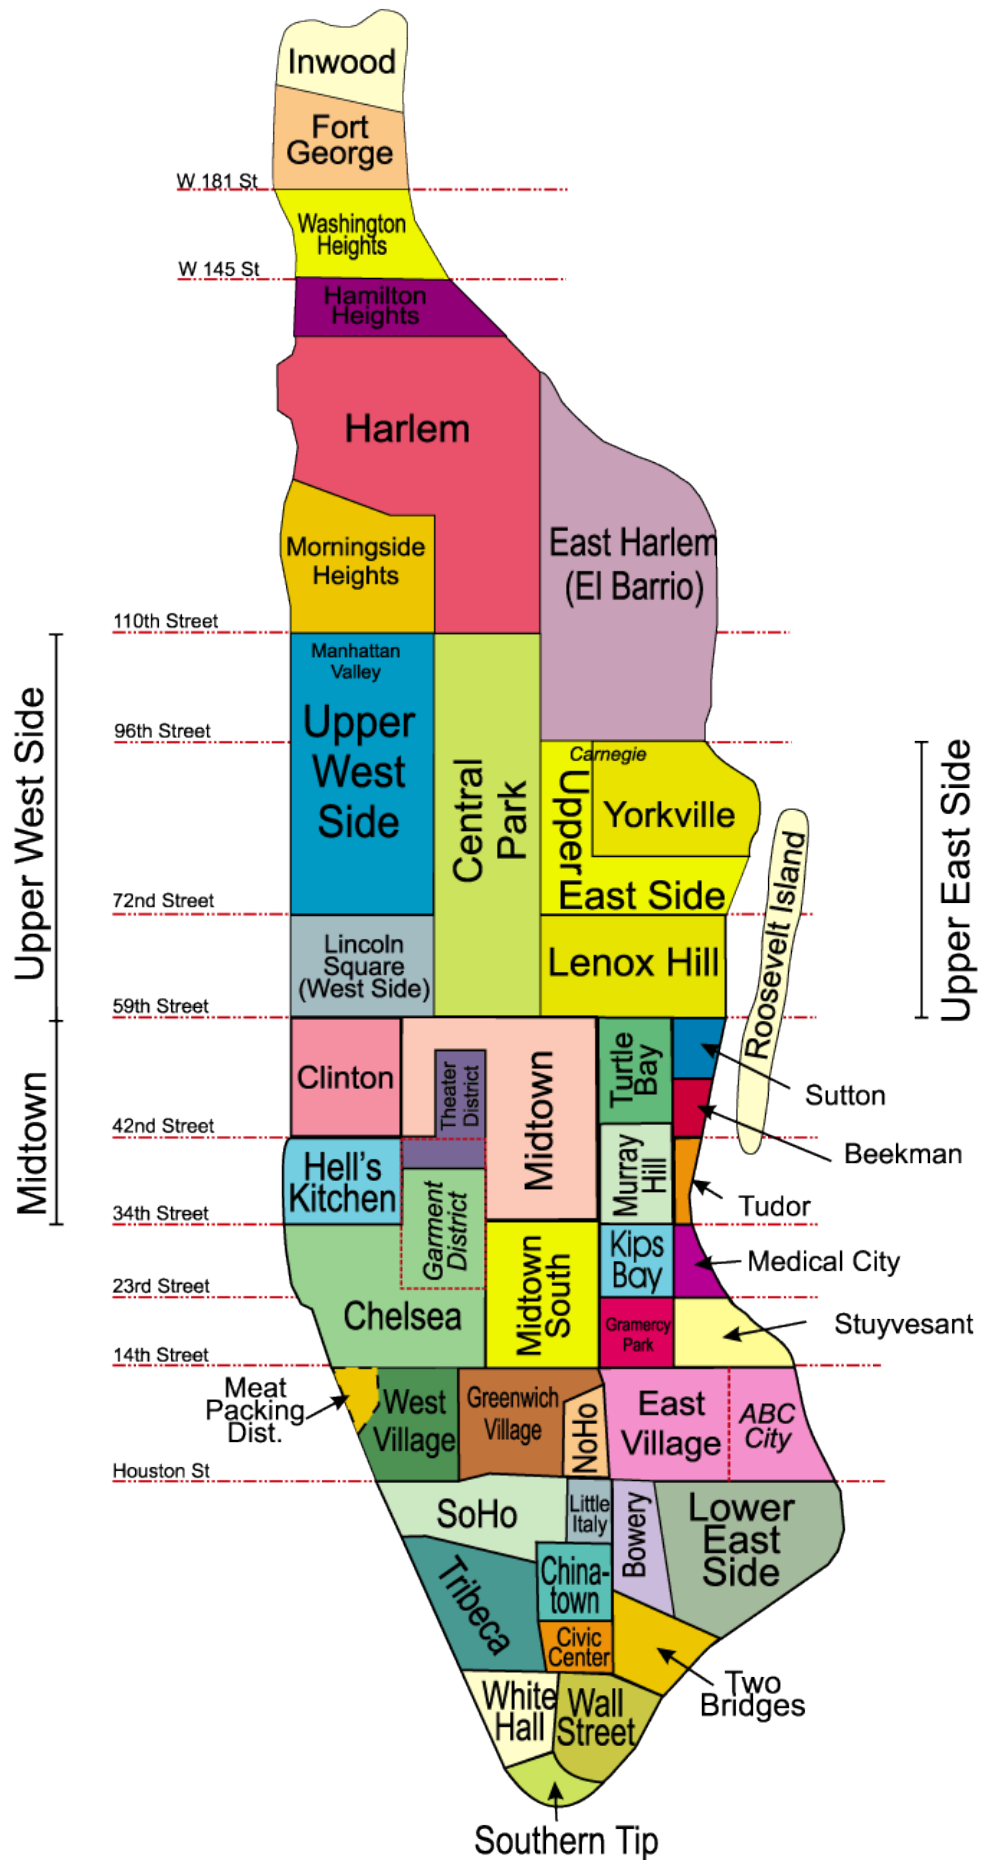 Inwood
Fort
George
W 181 St
Washington
Heights
W 145 St
Hamilton
Heights
Harlem
East Harlem
(El Barrio)
Morningside
Heights
110th Street
Manhattan
Valley
Upper
West
Side
Upper West Side
96th Street
Central
Park
Carnegie
Upper
East Side
Yorkville
Upper East Side
Roosevelt Island
72nd Street
Lincoln
Square
(West Side)
Lenox Hill
59th Street
Midtown
Clinton
Theater
District
Midtown
Turtle
Bay
Sutton
Beekman
42nd Street
Hell's
Kitchen
Murray
Hill
Tudor
34th Street
Garment
District
Midtown
South
Kips
Bay
Medical City
23rd Street
Chelsea
Gramercy
Park
Stuyvesant
14th Street
Meat
Packing
Dist.
West
Village
Greenwich
Village
NoHo
East
Village
ABC
City
Houston St
SoHo
Little
Italy
Bowery
Lower
East
Side
Tribeca
China-
town
Civic
Center
Two
Bridges
White
Hall
Wall
Street
Southern Tip